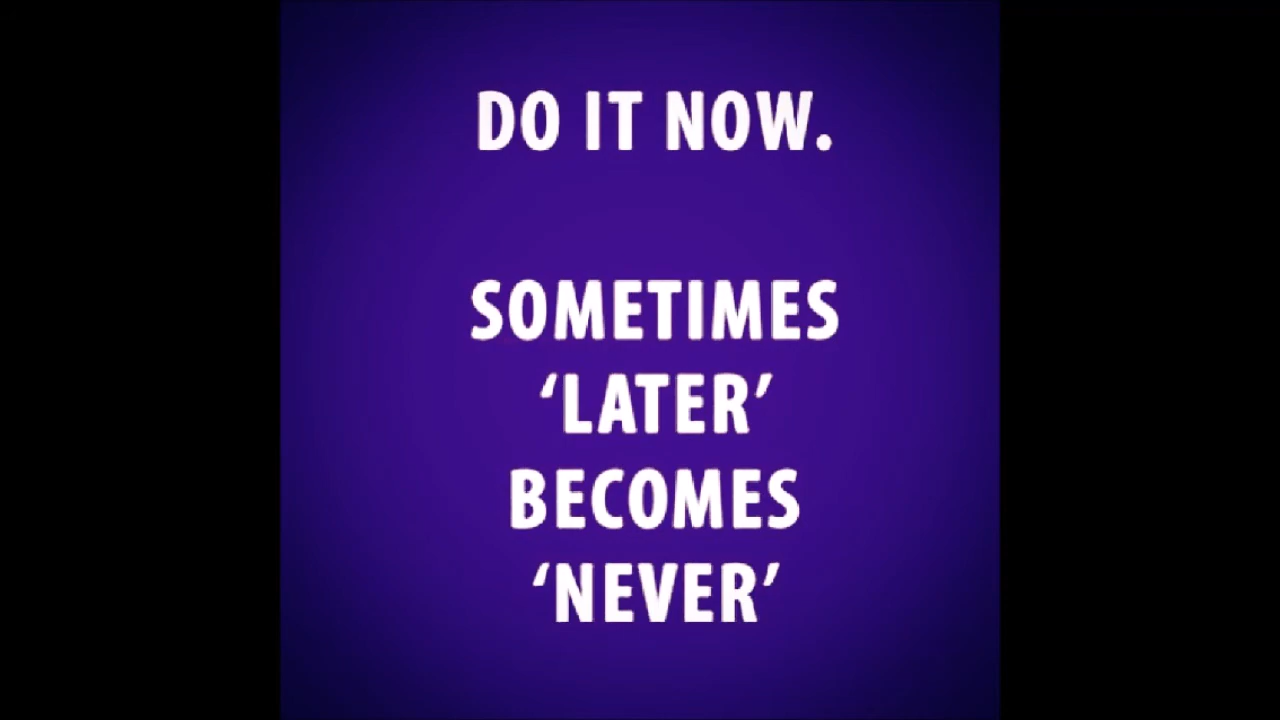 DO IT NOW.
SOMETIMES
‘LATER’
BECOMES
‘NEVER’